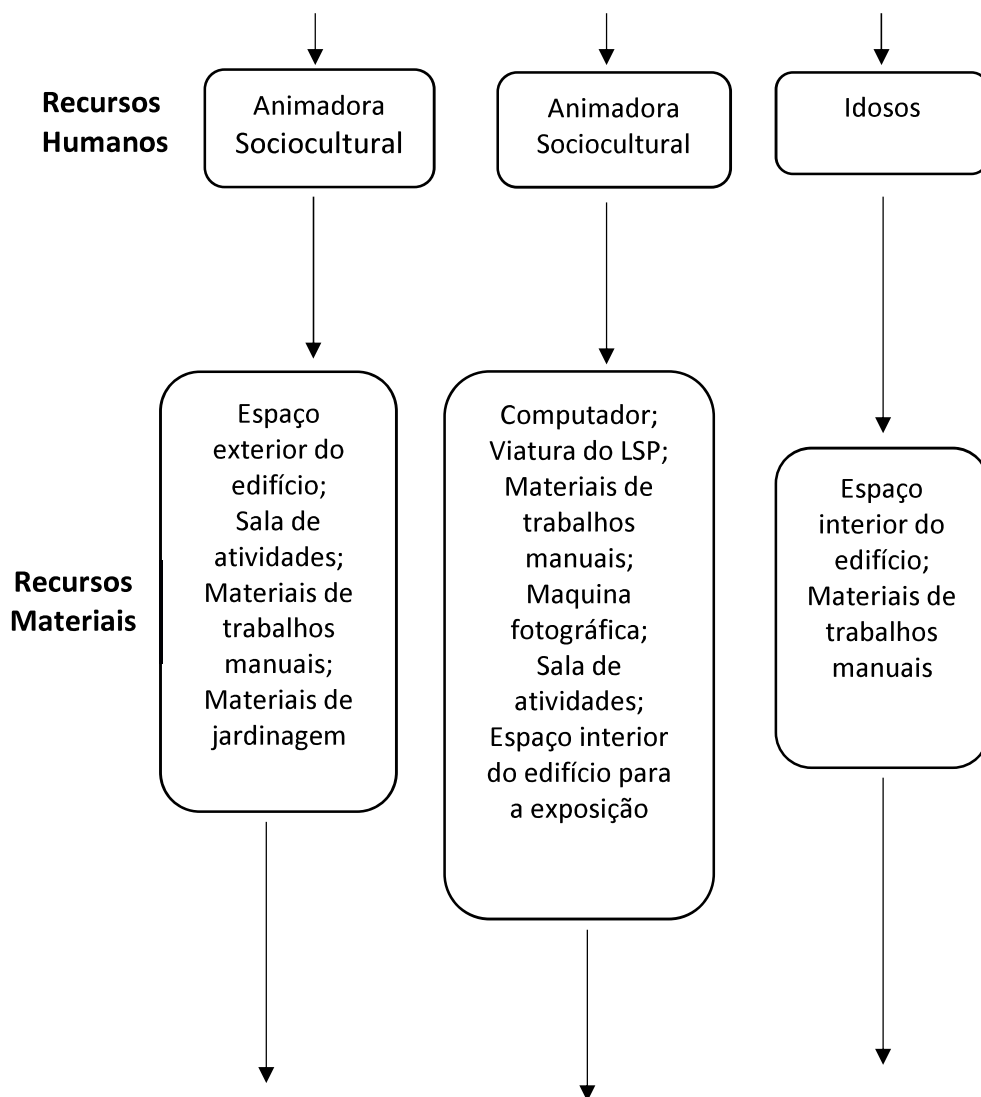 Recursos
Humanos
Animadora
Sociocultural
Animadora
Sociocultural
Idosos
Recursos
Materiais
Espaço
exterior do
edifício;
Sala de
atividades;
Materiais de
trabalhos
manuais;
Materiais de
jardinagem
Computador;
Viatura do LSP;
Materiais de
trabalhos
manuais;
Maquina
fotográfica;
Sala de
atividades;
Espaço interior
do edifício para
a exposição
Espaço
interior do
edifício;
Materiais de
trabalhos
manuais